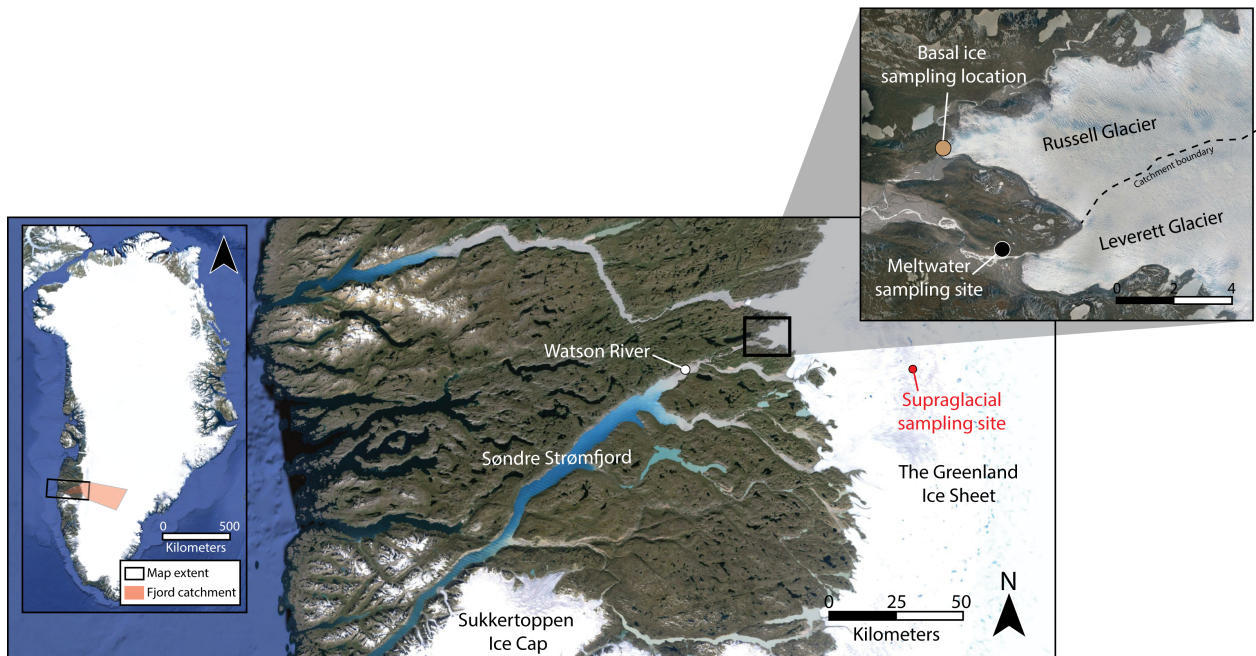 Basal ice
sampling location
Russell Glacier
Catchment boundary
Leverett Glacier
Meltwater
sampling site
0 2 4
Watson River
Supraglacial
sampling site
Søndre Strømfjord
The Greenland
Ice Sheet
0 500
Kilometers
Map extent
Fjord catchment
N
0 25 50
Kilometers
Sukkertoppen
Ice Cap